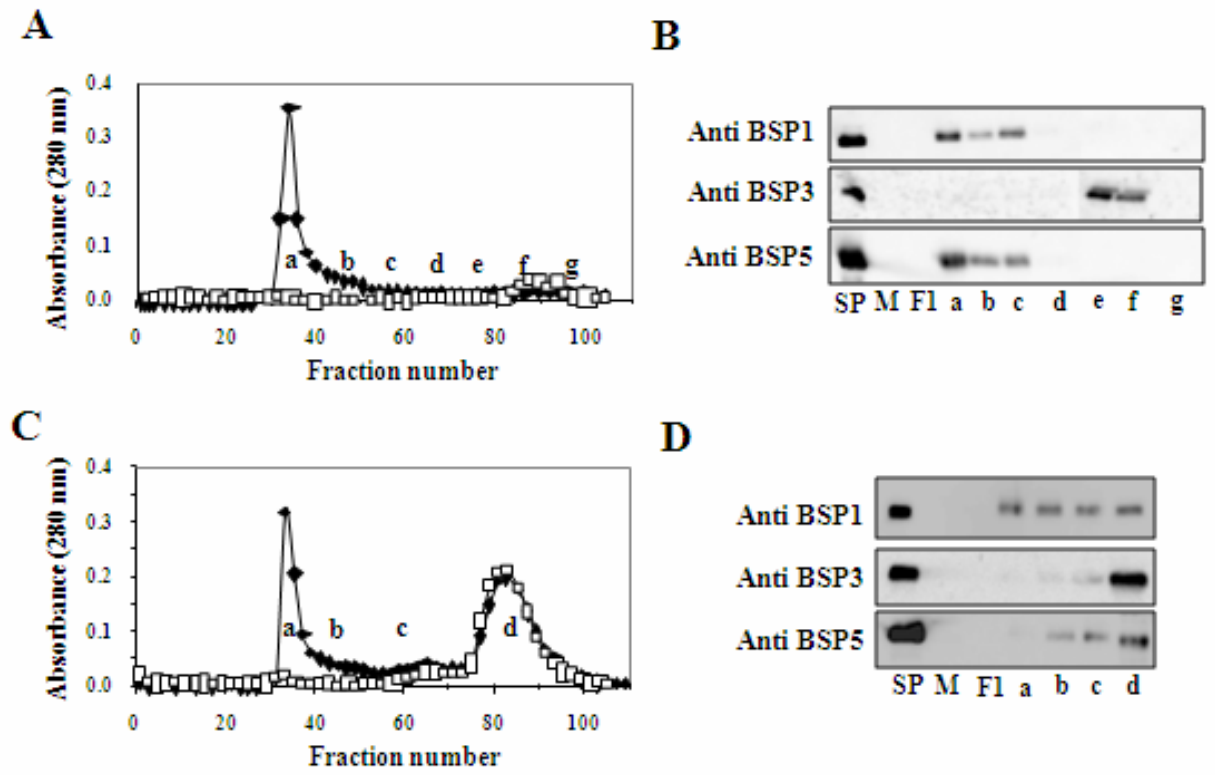 A
Absorbance (280 nm)
0.4
0.3
0.2
0.1
0.0
a b c d e f g
0 20 40 60 80 100
Fraction number
B
Anti BSP1
Anti BSP3
Anti BSP5
SP M F1 a b c d e f g
C
Absorbance (280 nm)
0.4
0.3
0.2
0.1
0.0
a b c d
0 20 40 60 80 100
Fraction number
D
Anti BSP1
Anti BSP3
Anti BSP5
SP M F1 a b c d